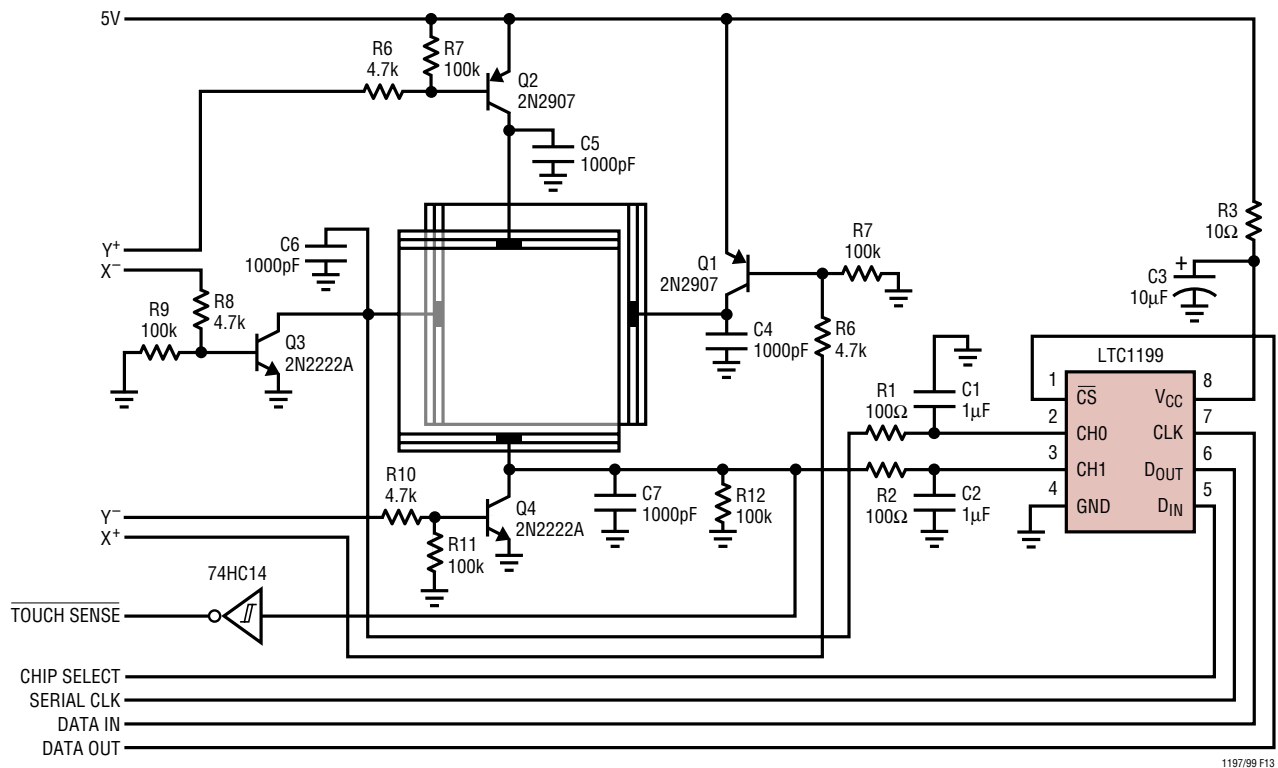 5V
R6
4.7k
R7
100k
Q2
2N2907
C5
1000pF
Y+
X−
C6
1000pF
R9
100k
R8
4.7k
Q3
2N2222A
Q1
2N2907
R7
100k
C4
1000pF
R6
4.7k
R3
10Ω
+
C3
10µF
LTC1199
R1
100Ω
C1
1µF
1
2
3
4
CS
CH0
CH1
GND
VCC
CLK
DOUT
DIN
8
7
6
5
R2
100Ω
C2
1µF
R10
4.7k
Q4
2N2222A
C7
1000pF
R12
100k
Y−
X+
R11
100k
74HC14
TOUCH SENSE
CHIP SELECT
SERIAL CLK
DATA IN
DATA OUT
1197/99 F13